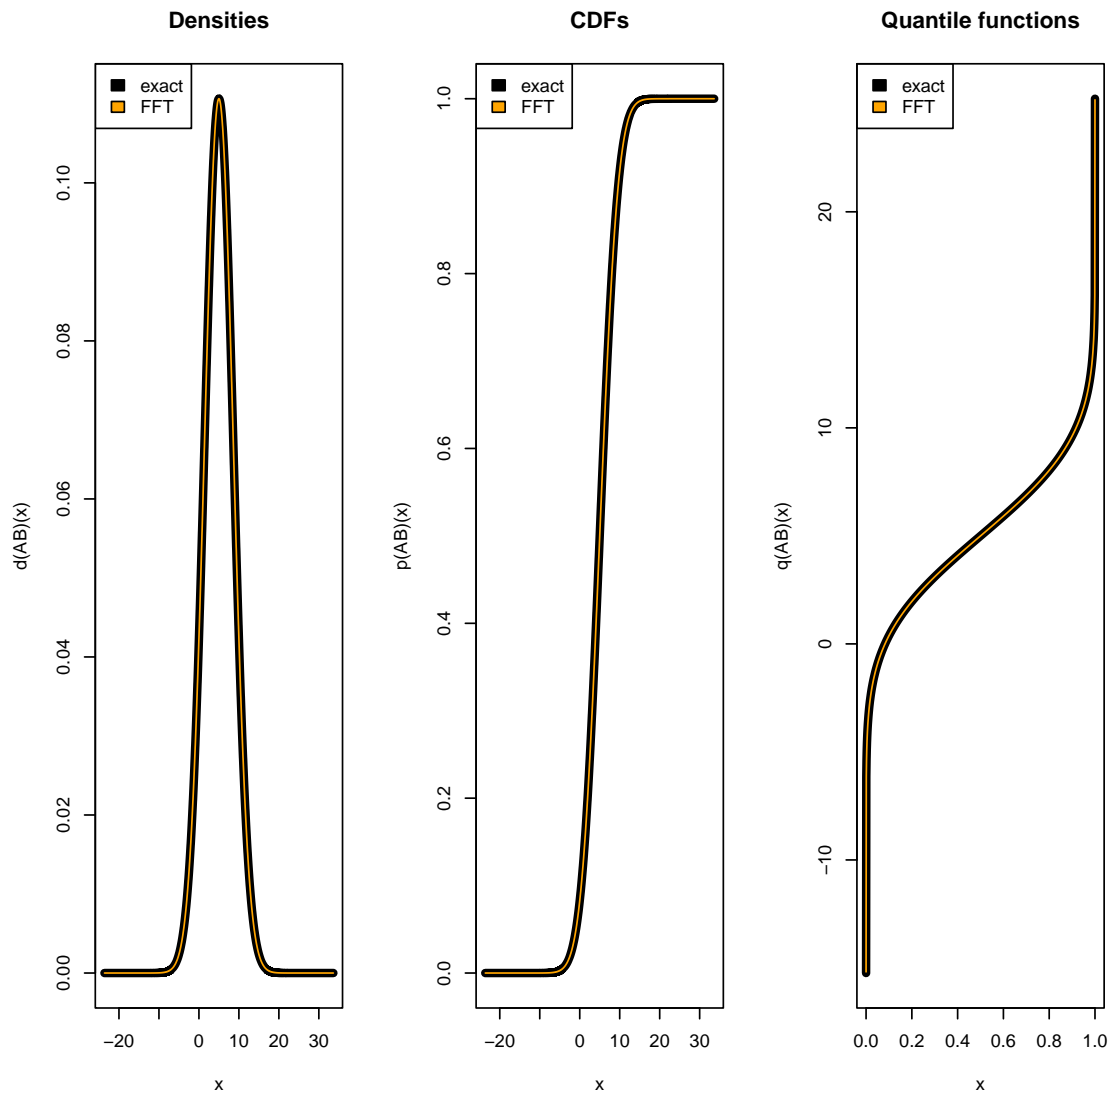 Densities
exact
FFT
d(AB)(x)
0.10
0.08
0.06
0.04
0.02
0.00
−20 0 10 20 30
x
CDFs
exact
FFT
p(AB)(x)
1.0
0.8
0.6
0.4
0.2
0.0
−20 0 10 20 30
x
Quantile functions
exact
FFT
q(AB)(x)
20
10
0
−10
0.0 0.2 0.4 0.6 0.8 1.0
x